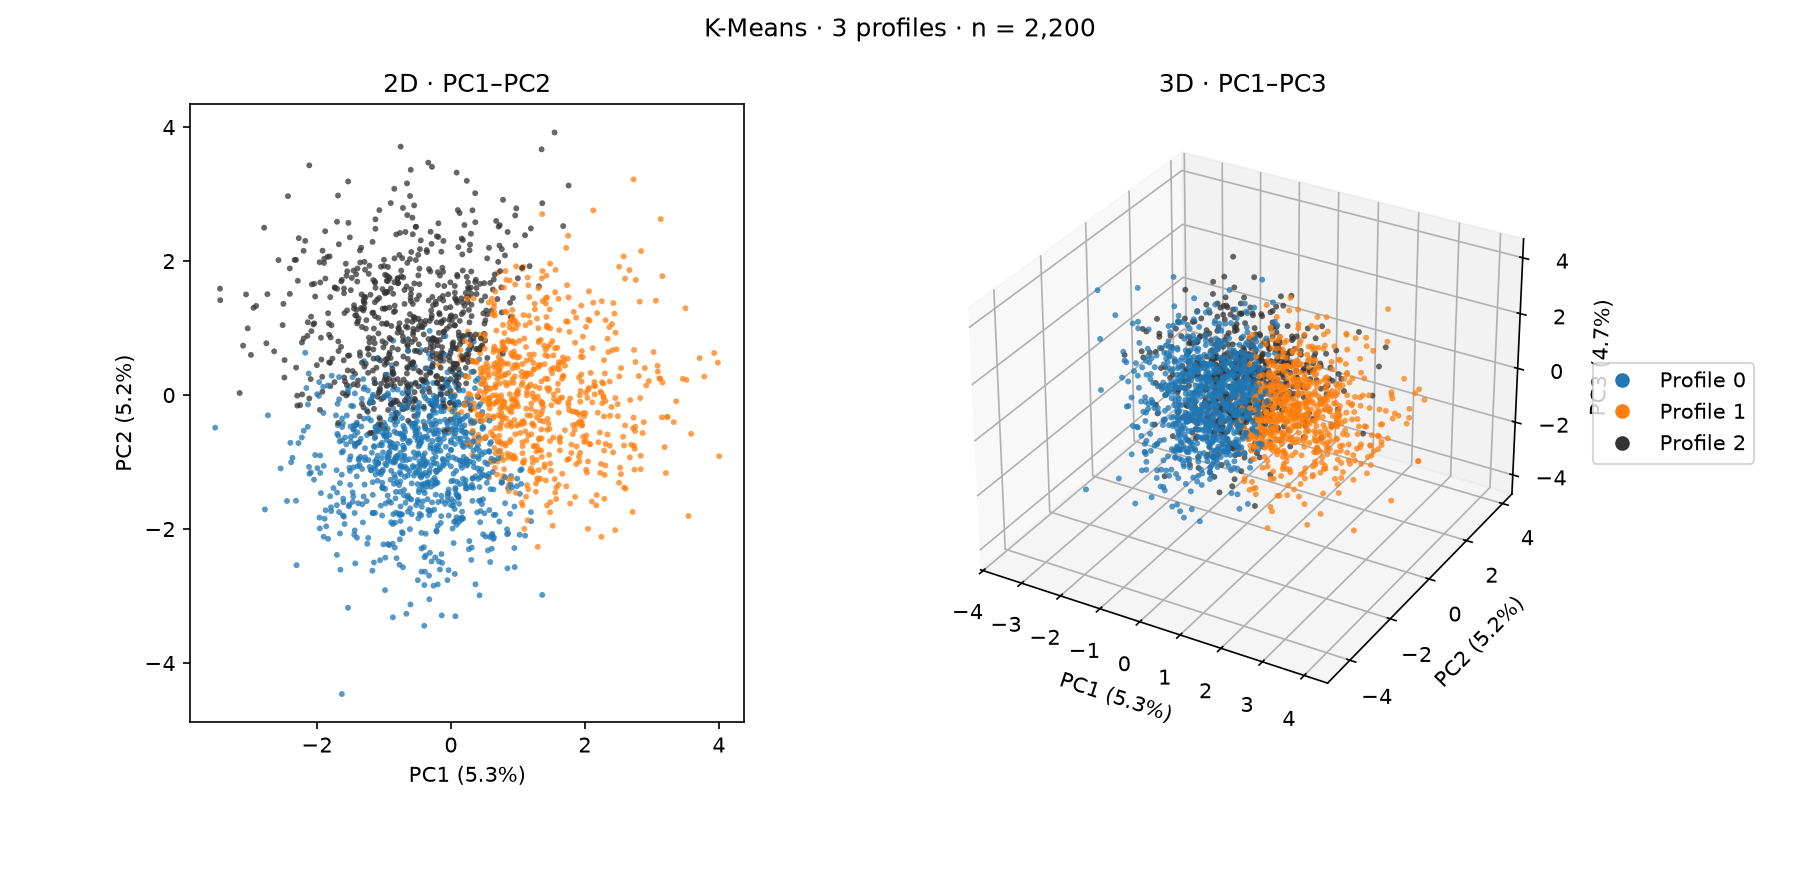 K-Means · 3 profiles · n = 2,200
2D · PC1–PC2
4
2
0
−2
−4
PC2 (5.2%)
−2
0
2
4
PC1 (5.3%)
3D · PC1–PC3
4
2
0
−2
−4
PC3 (4.7%)
4
2
0
−2
−4
PC2 (5.2%)
−4
−3
−2
−1
0
1
2
3
4
PC1 (5.3%)
Profile 0
Profile 1
Profile 2